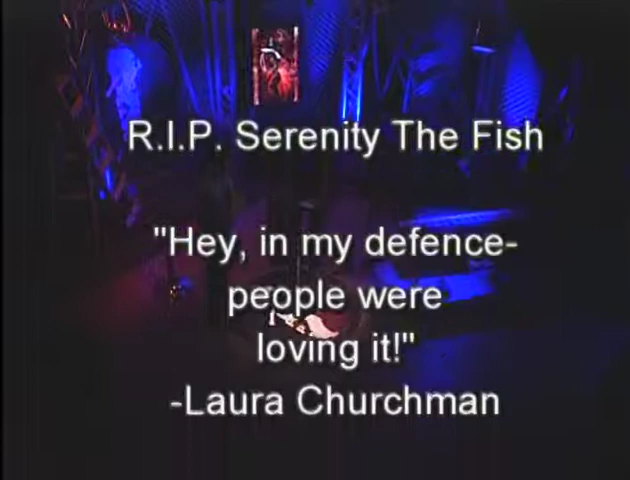 R.I.P. Serenity The Fish
"Hey, in my defence-
people were
loving it!"
-Laura Churchman